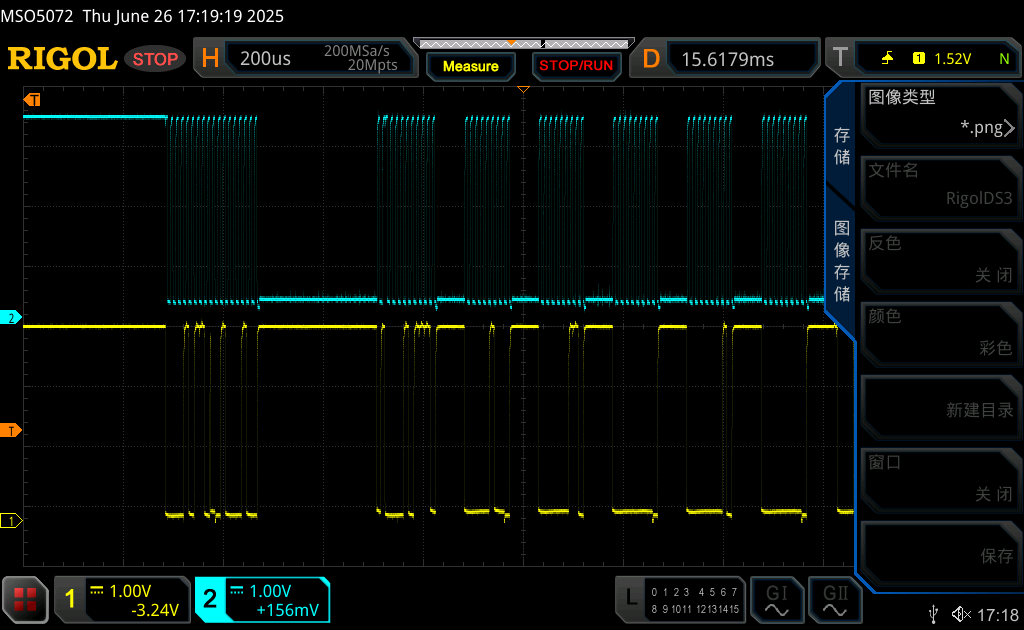 MSO5072 Thu June 26 17:19:19 2025
RIGOL STOP H 200us 200MSa/s 20Mpts Measure STOP/RUN D 15.6179ms T 1 1.52V N
T
图像类型
*.png
存储
文件名
RigolDS3
图像存储
反色
关闭
2
颜色
彩色
T
新建目录
窗口
关闭
1
保存
1 1.00V -3.24V
2 1.00V +156mV
L 0 1 2 3 4 5 6 7
8 9 10 11 12 13 14 15
GI GII
17:18